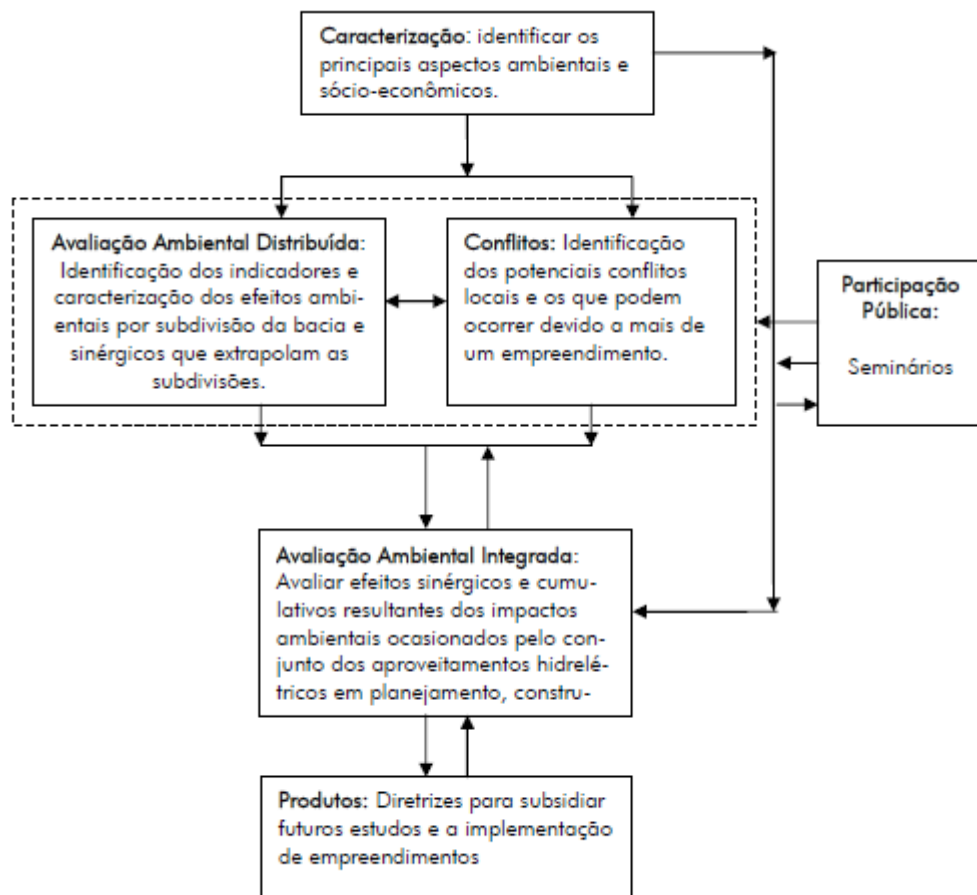 Caracterização: identificar os
principais aspectos ambientais e
sócio-econômicos.
Avaliação Ambiental Distribuída:
Identificação dos indicadores e
caracterização dos efeitos ambi-
entais por subdivisão da bacia e
sinérgicos que extrapolam as
subdivisões.
Conflitos: Identificação
dos potenciais conflitos
locais e os que podem
ocorrer devido a mais de
um empreendimento.
Participação
Pública:
Seminários
Avaliação Ambiental Integrada:
Avaliar efeitos sinérgicos e cumu-
lativos resultantes dos impactos
ambientais ocasionados pelo con-
junto dos aproveitamentos hidrelé-
tricos em planejamento, constru-
Produtos: Diretrizes para subsidiar
futuros estudos e a implementação
de empreendimentos